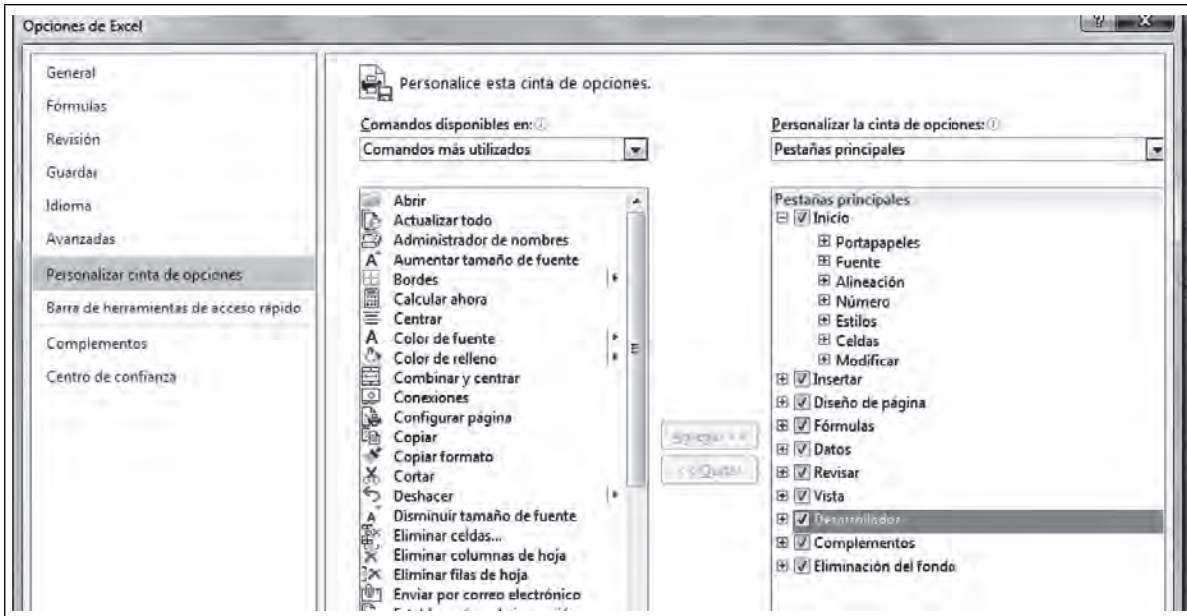 Opciones de Excel
General
Fórmulas
Revisión
Guardar
Idioma
Avanzadas
Personalizar cinta de opciones
Barra de herramientas de acceso rápido
Complementos
Centro de confianza
Personalice esta cinta de opciones.
Comandos disponibles en:
Comandos más utilizados
Abrir
Actualizar todo
Administrador de nombres
Aumentar tamaño de fuente
Bordes
Calcular ahora
Centrar
Color de fuente
Color de relleno
Combinar y centrar
Conexiones
Configurar página
Copiar
Copiar formato
Cortar
Deshacer
Disminuir tamaño de fuente
Eliminar celdas...
Eliminar columnas de hoja
Eliminar filas de hoja
Enviar por correo electrónico
Agregar >>
<< Quitar
Personalizar la cinta de opciones:
Pestañas principales
Pestañas principales
Inicio
Portapapeles
Fuente
Alineación
Número
Estilos
Celdas
Modificar
Insertar
Diseño de página
Fórmulas
Datos
Revisar
Vista
Desarrollador
Complementos
Eliminación del fondo